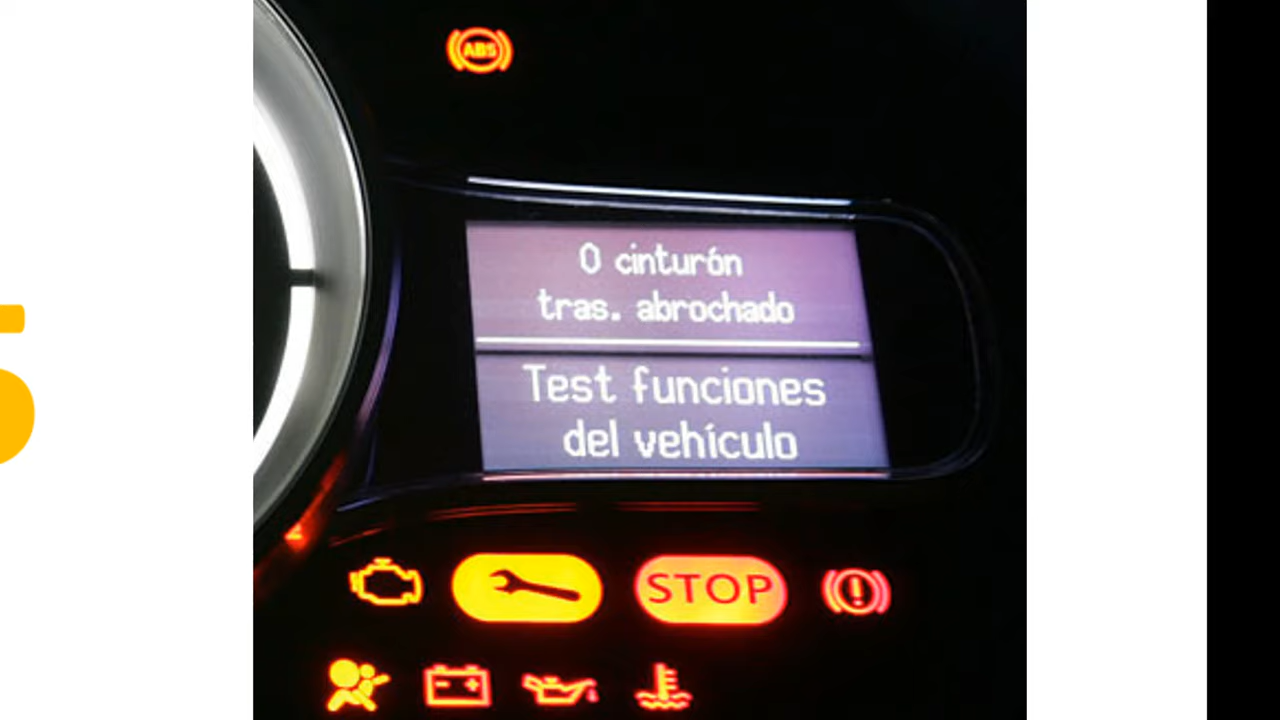 ABS
0 cinturón
tras. abrochado
Test funciones
del vehículo
STOP